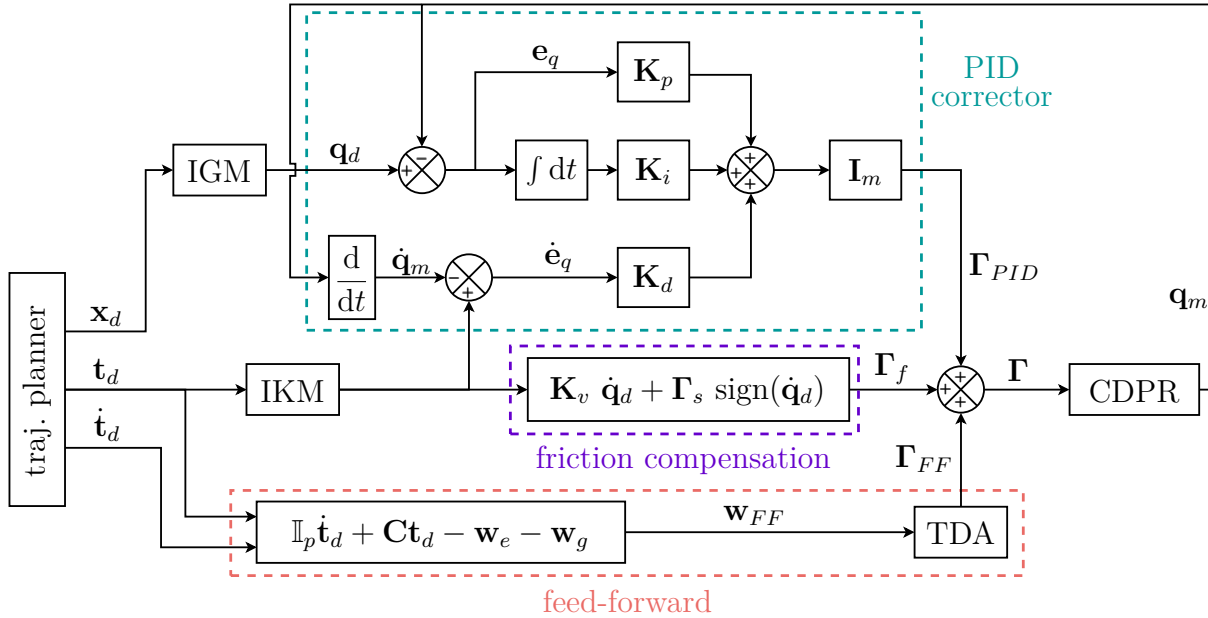 PID
corrector
e_q
K_p
IGM
q_d
−
+
∫ dt
K_i
+
+
+
I_m
d
dt
q̇_m
−
+
ė_q
K_d
Γ_PID
q_m
traj. planner
x_d
t_d
ṫ_d
IKM
K_v q̇_d + Γ_s sign(q̇_d)
Γ_f
+
+
+
Γ
CDPR
friction compensation
Γ_FF
𝕀_p ṫ_d + Ct_d − w_e − w_g
w_FF
TDA
feed-forward